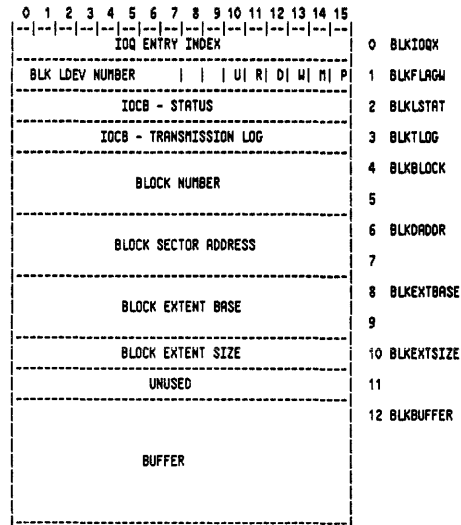 0 1 2 3 4 5 6 7 8 9 10 11 12 13 14 15
|-|--|--|--|--|--|--|--|--|--|--|--|--|--|--|--|
IOQ ENTRY INDEX | 0 BLKIOQX
BLK LDEV NUMBER | | | U| R| D| W| M| P 1 BLKFLAGW
IOCB - STATUS | 2 BLKLSTAT
IOCB - TRANSMISSION LOG | 3 BLKTLOG
4 BLKBLOCK
BLOCK NUMBER
5
6 BLKDADDR
BLOCK SECTOR ADDRESS
7
8 BLKEXTBASE
BLOCK EXTENT BASE
9
BLOCK EXTENT SIZE | 10 BLKEXTSIZE
UNUSED | 11
12 BLKBUFFER
BUFFER